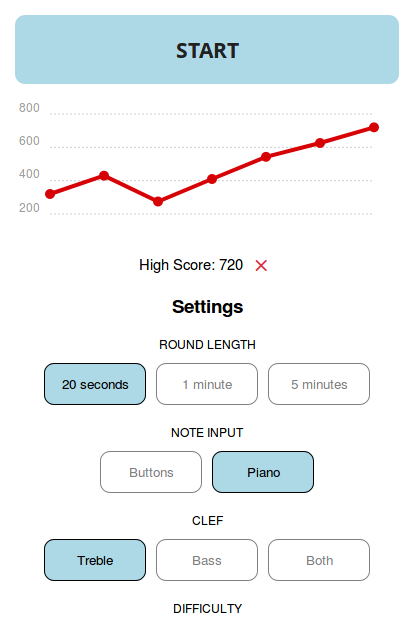 START
800
600
400
200
High Score: 720 ×
Settings
ROUND LENGTH
20 seconds 1 minute 5 minutes
NOTE INPUT
Buttons Piano
CLEF
Treble Bass Both
DIFFICULTY